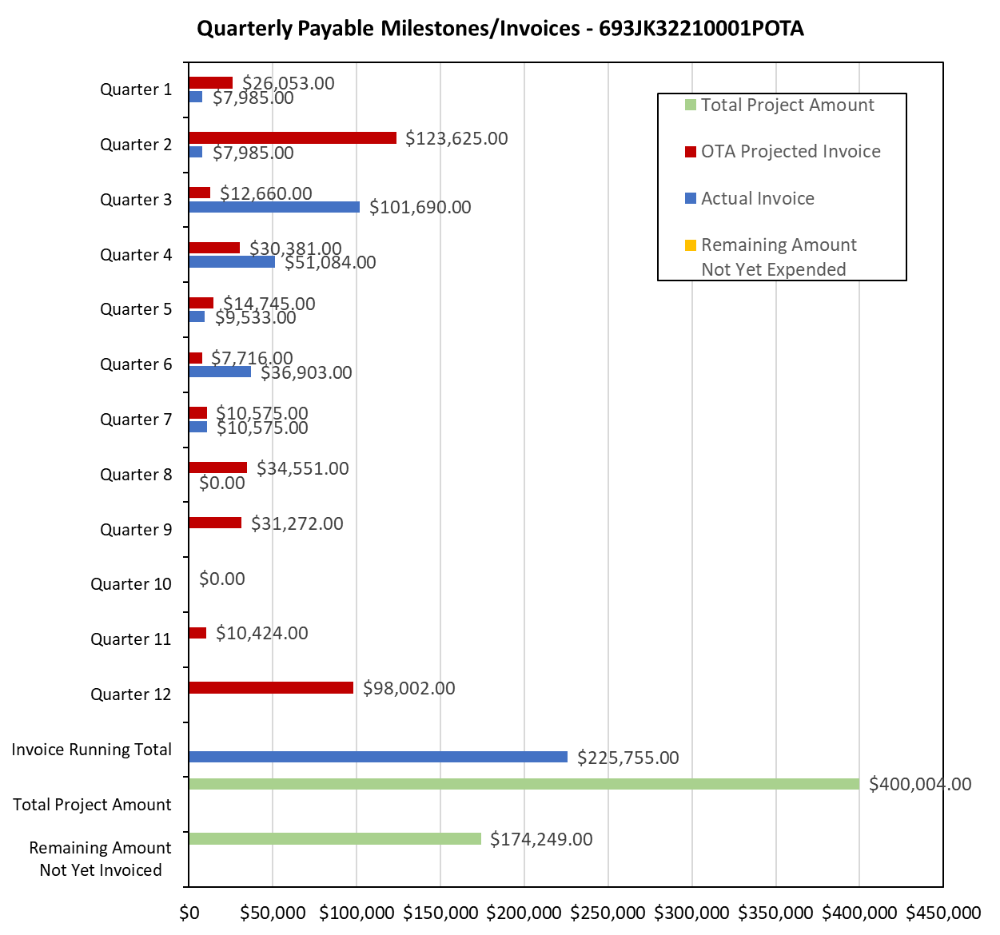 Quarterly Payable Milestones/Invoices - 693JK32210001POTA
Quarter 1
$26,053.00
$7,985.00
Total Project Amount
Quarter 2
$123,625.00
$7,985.00
OTA Projected Invoice
Quarter 3
$12,660.00
$101,690.00
Actual Invoice
Quarter 4
$30,381.00
$51,084.00
Remaining Amount
Not Yet Expended
Quarter 5
$14,745.00
$9,533.00
Quarter 6
$7,716.00
$36,903.00
Quarter 7
$10,575.00
$10,575.00
Quarter 8
$34,551.00
$0.00
Quarter 9
$31,272.00
Quarter 10
$0.00
Quarter 11
$10,424.00
Quarter 12
$98,002.00
Invoice Running Total
$225,755.00
Total Project Amount
$400,004.00
Remaining Amount
Not Yet Invoiced
$174,249.00
$0 $50,000 $100,000 $150,000 $200,000 $250,000 $300,000 $350,000 $400,000 $450,000